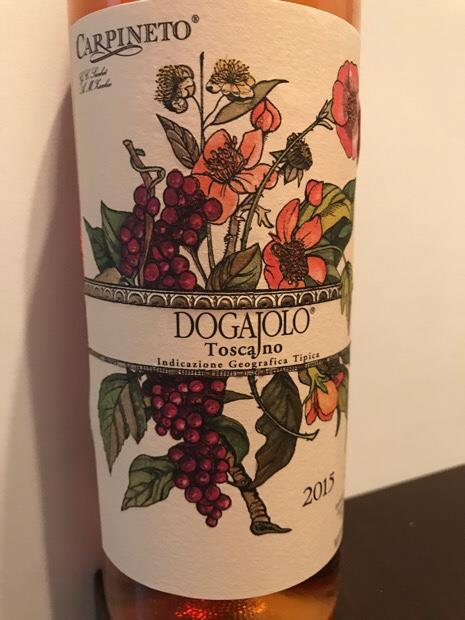 CARPINETO®
DOGAJOLO®
Toscano
Indicazione Geografica Tipica
2015